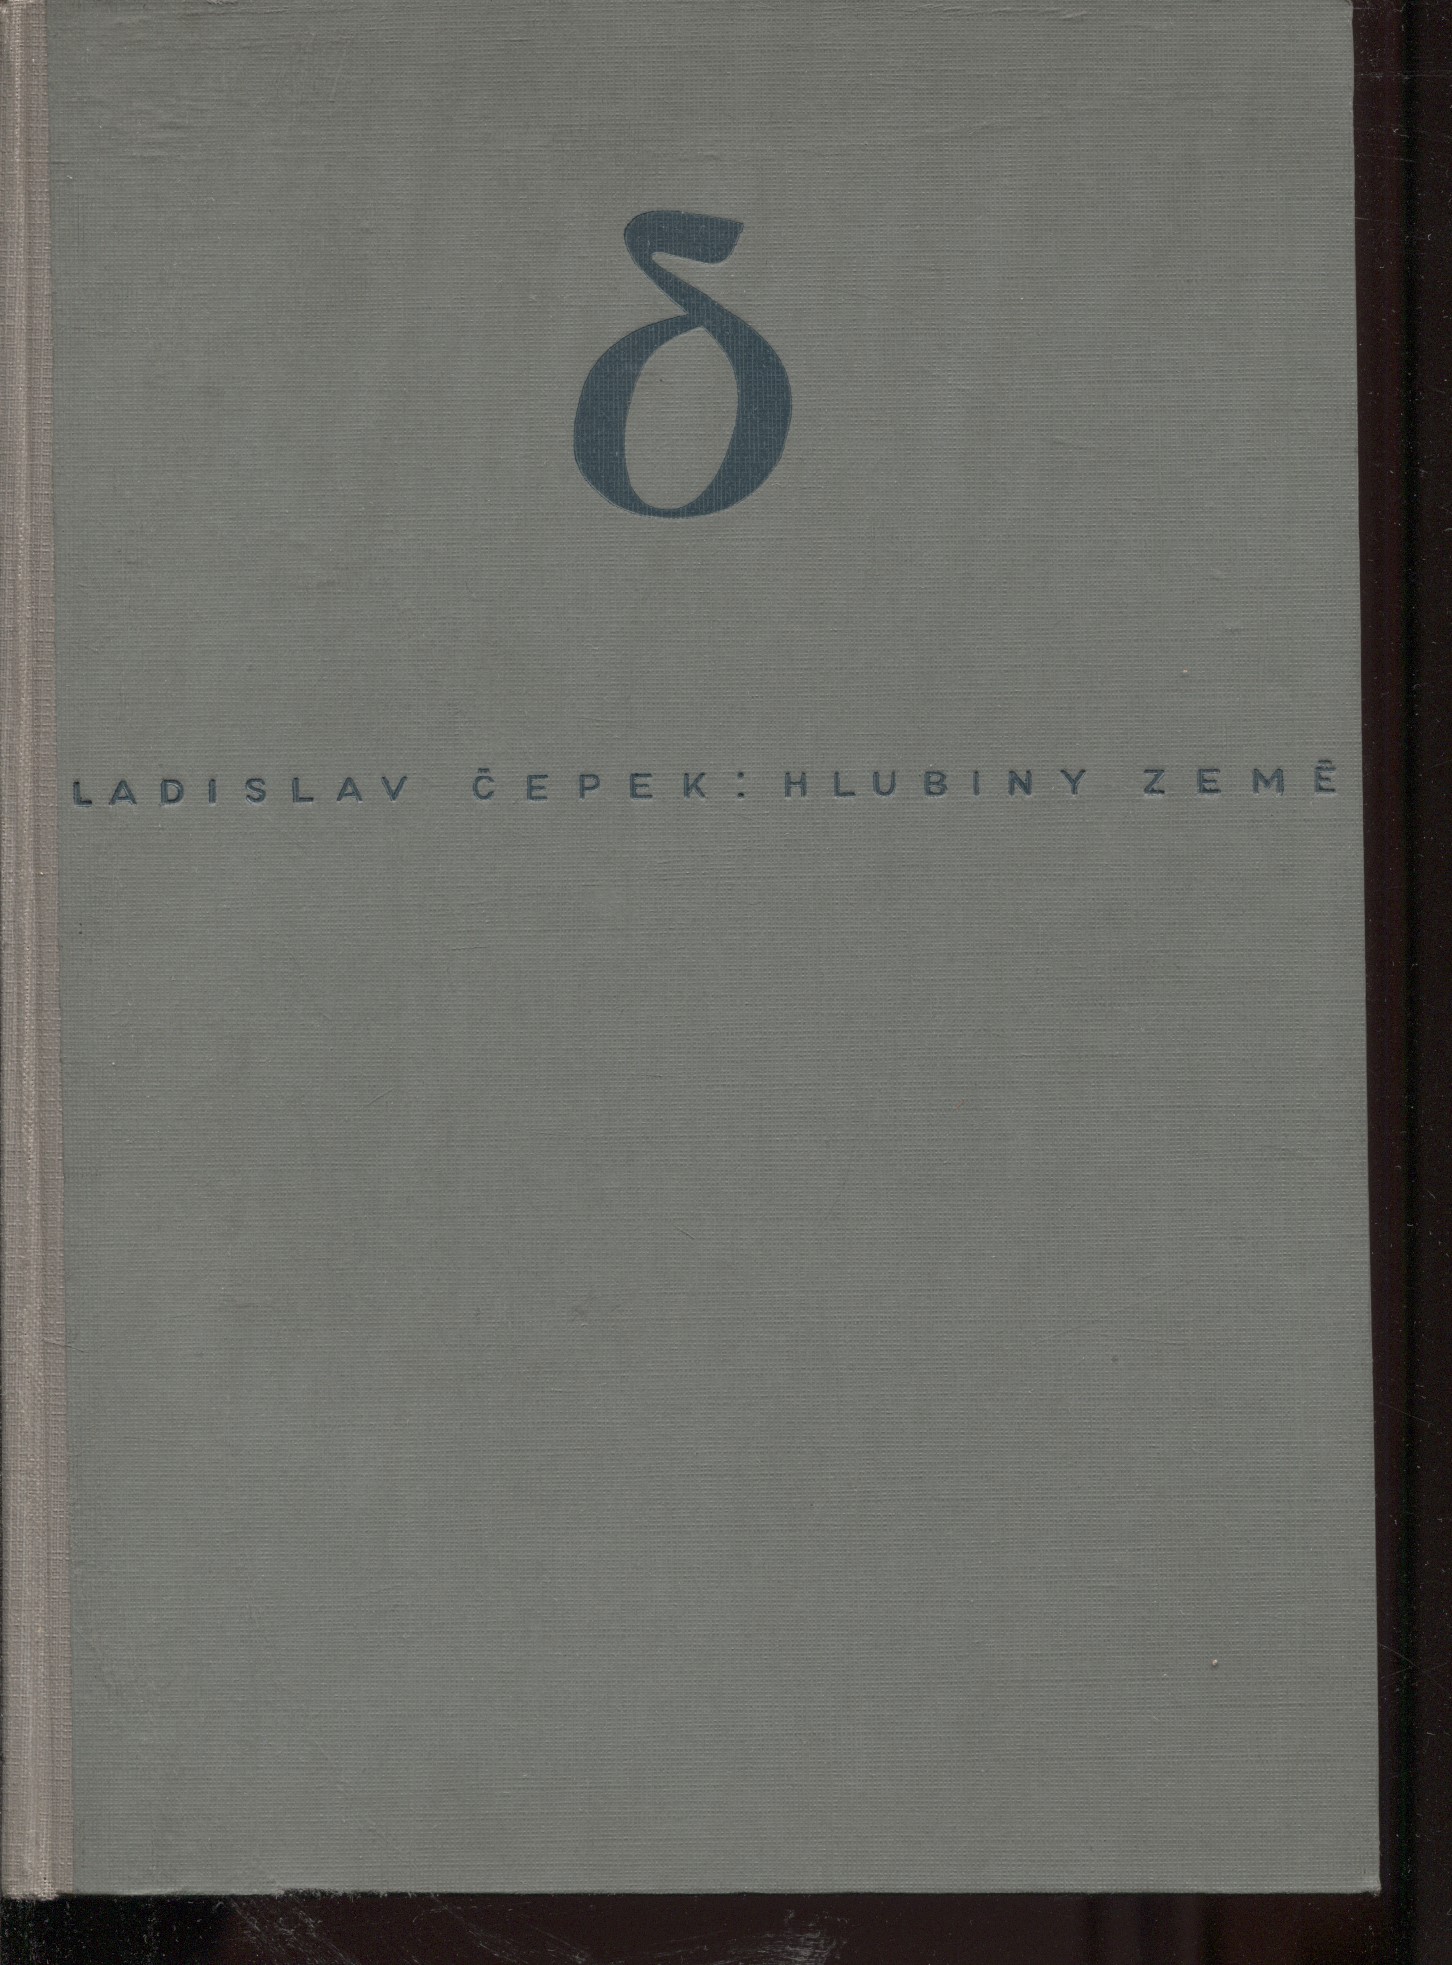 δ
LADISLAV ČEPEK: HLUBINY ZEMĚ